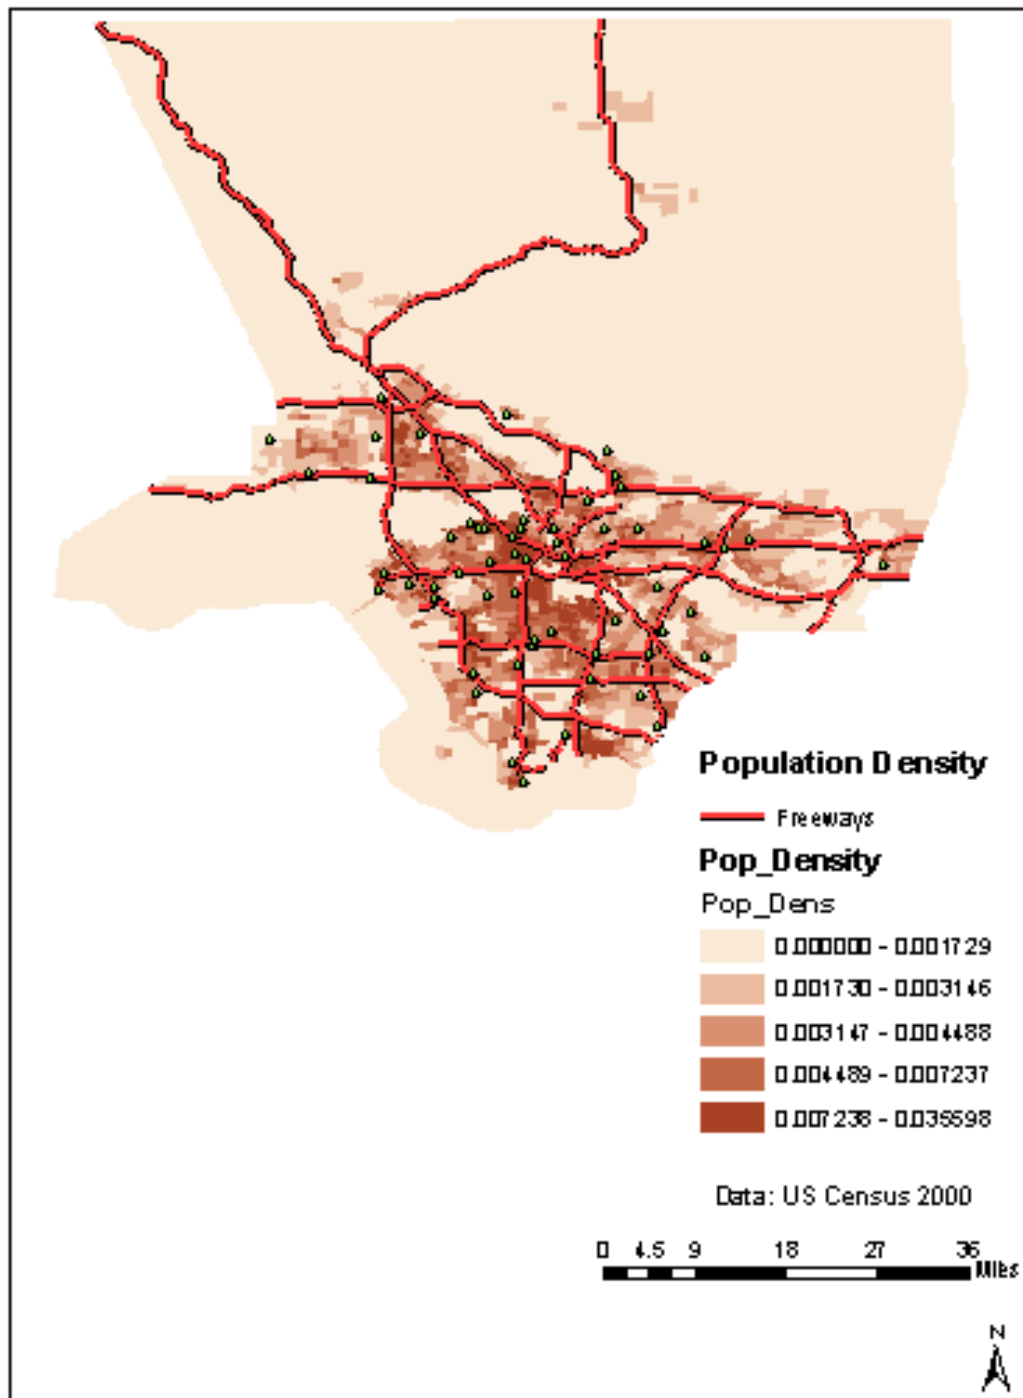 Population Density
Freeways
Pop_Density
Pop_Dens
0.000000 - 0.001729
0.001730 - 0.003146
0.003147 - 0.004488
0.004489 - 0.007237
0.007238 - 0.035598
Data: US Census 2000
0 4.5 9 18 27 36
Miles
N